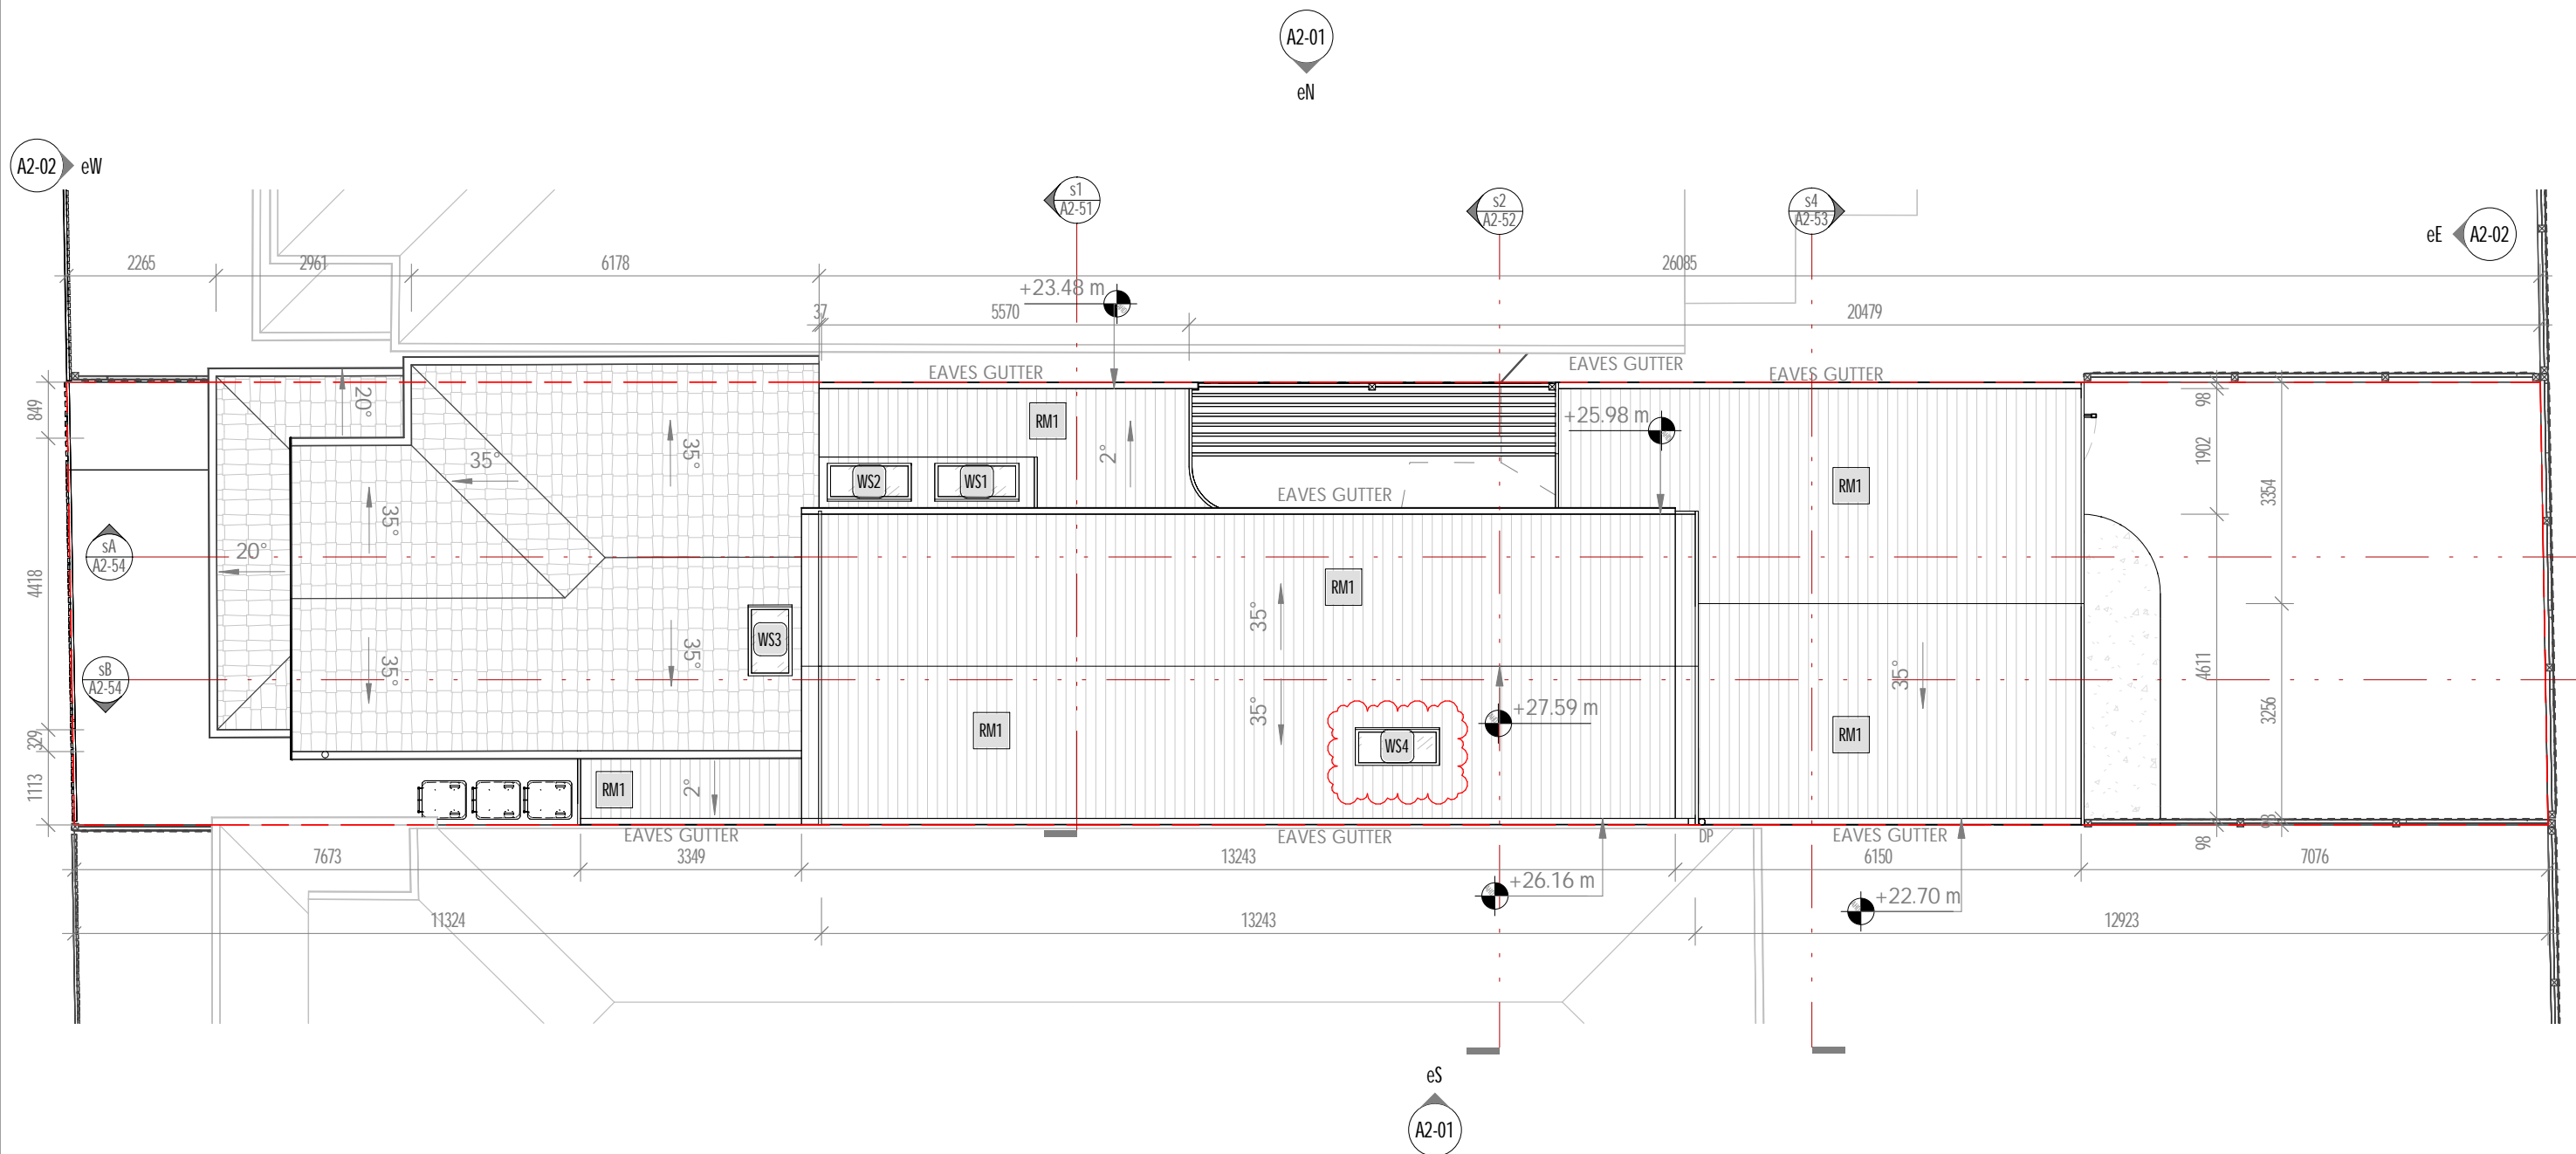 A2-01
eN
A2-02
eW
s1
A2-51
s2
A2-52
s4
A2-53
eE
A2-02
2265
2961
6178
26085
+23.48 m
37
5570
20479
EAVES GUTTER
EAVES GUTTER
EAVES GUTTER
849
20°
98
RM1
+25.98 m
35°
35°
2°
1902
WS2
WS1
RM1
3354
EAVES GUTTER
35°
sA
A2-54
20°
4418
RM1
35°
WS3
35°
35°
sB
A2-54
35°
4611
35°
+27.59 m
3256
RM1
WS4
RM1
329
1113
RM1
2°
98
EAVES GUTTER
EAVES GUTTER
DP
EAVES GUTTER
98
7673
3349
13243
6150
7076
+26.16 m
+22.70 m
11324
13243
12923
eS
A2-01